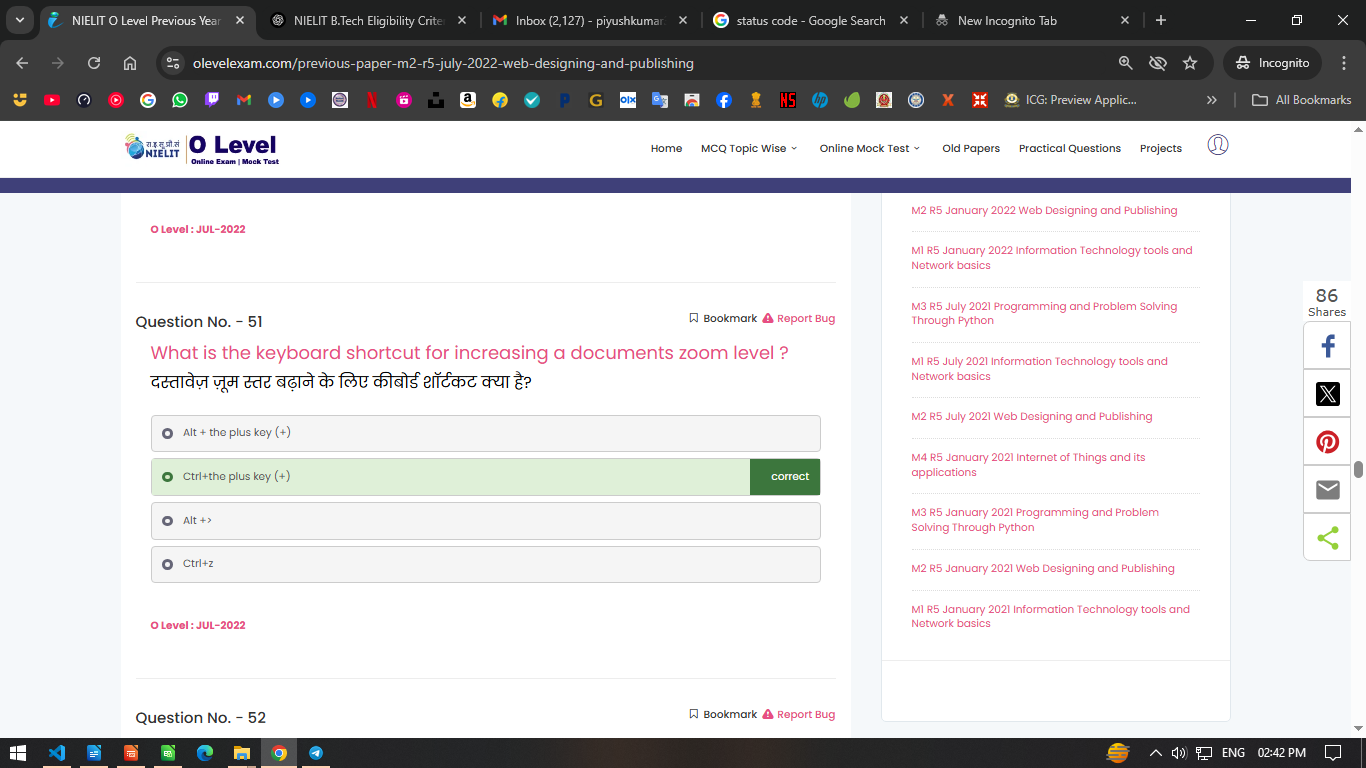 NIELIT O Level Previous Year
NIELIT B.Tech Eligibility Criter
Inbox (2,127) - piyushkumar
status code - Google Search
New Incognito Tab
olevelexam.com/previous-paper-m2-r5-july-2022-web-designing-and-publishing
Incognito
ICG: Preview Applic...
All Bookmarks
रा.इ.सू.प्रौ.सं
NIELIT
O Level
Online Exam | Mock Test
Home
MCQ Topic Wise
Online Mock Test
Old Papers
Practical Questions
Projects
O Level : JUL-2022
Question No. - 51
Bookmark
Report Bug
What is the keyboard shortcut for increasing a documents zoom level ?
दस्तावेज़ ज़ूम स्तर बढ़ाने के लिए कीबोर्ड शॉर्टकट क्या है?
Alt + the plus key (+)
Ctrl+the plus key (+)
correct
Alt +>
Ctrl+z
O Level : JUL-2022
Question No. - 52
Bookmark
Report Bug
M2 R5 January 2022 Web Designing and Publishing
M1 R5 January 2022 Information Technology tools and
Network basics
M3 R5 July 2021 Programming and Problem Solving
Through Python
M1 R5 July 2021 Information Technology tools and
Network basics
M2 R5 July 2021 Web Designing and Publishing
M4 R5 January 2021 Internet of Things and its
applications
M3 R5 January 2021 Programming and Problem
Solving Through Python
M2 R5 January 2021 Web Designing and Publishing
M1 R5 January 2021 Information Technology tools and
Network basics
86
Shares
ENG
02:42 PM